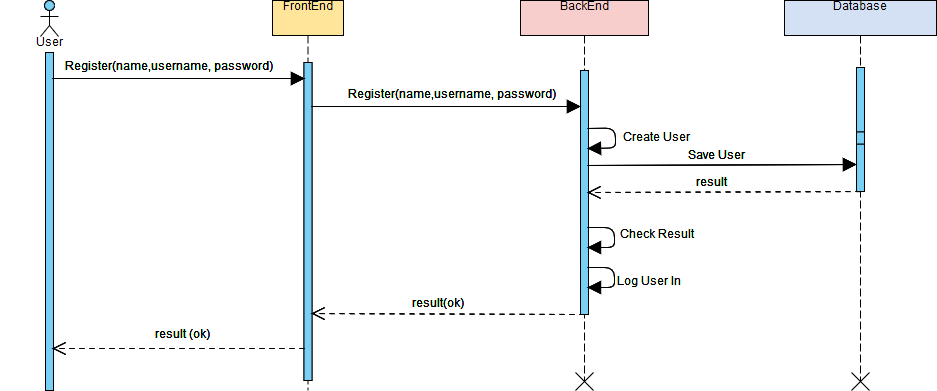 FrontEnd
BackEnd
Database
User
Register(name,username, password)
Register(name,username, password)
Create User
Save User
result
Check Result
Log User In
result(ok)
result (ok)